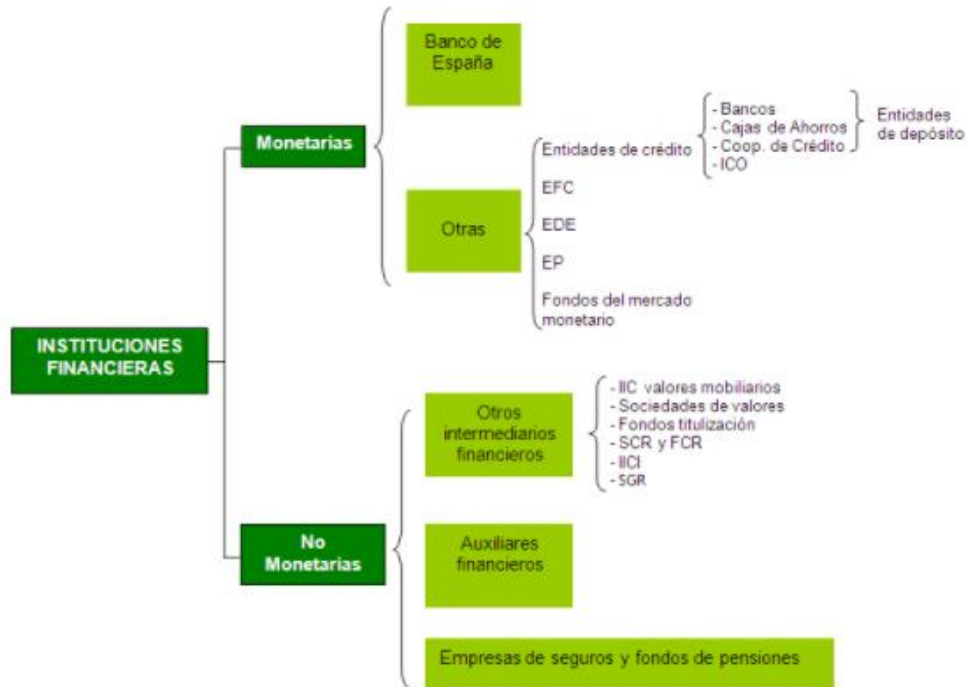 Banco de
España
Monetarias
Otras
Entidades de crédito
- Bancos
- Cajas de Ahorros
- Coop. de Crédito
- ICO
Entidades
de depósito
EFC
EDE
EP
Fondos del mercado
monetario
INSTITUCIONES
FINANCIERAS
Otros
intermediarios
financieros
- IIC valores mobiliarios
- Sociedades de valores
- Fondos titulización
- SCR y FCR
- IICI
- SGR
No
Monetarias
Auxiliares
financieros
Empresas de seguros y fondos de pensiones